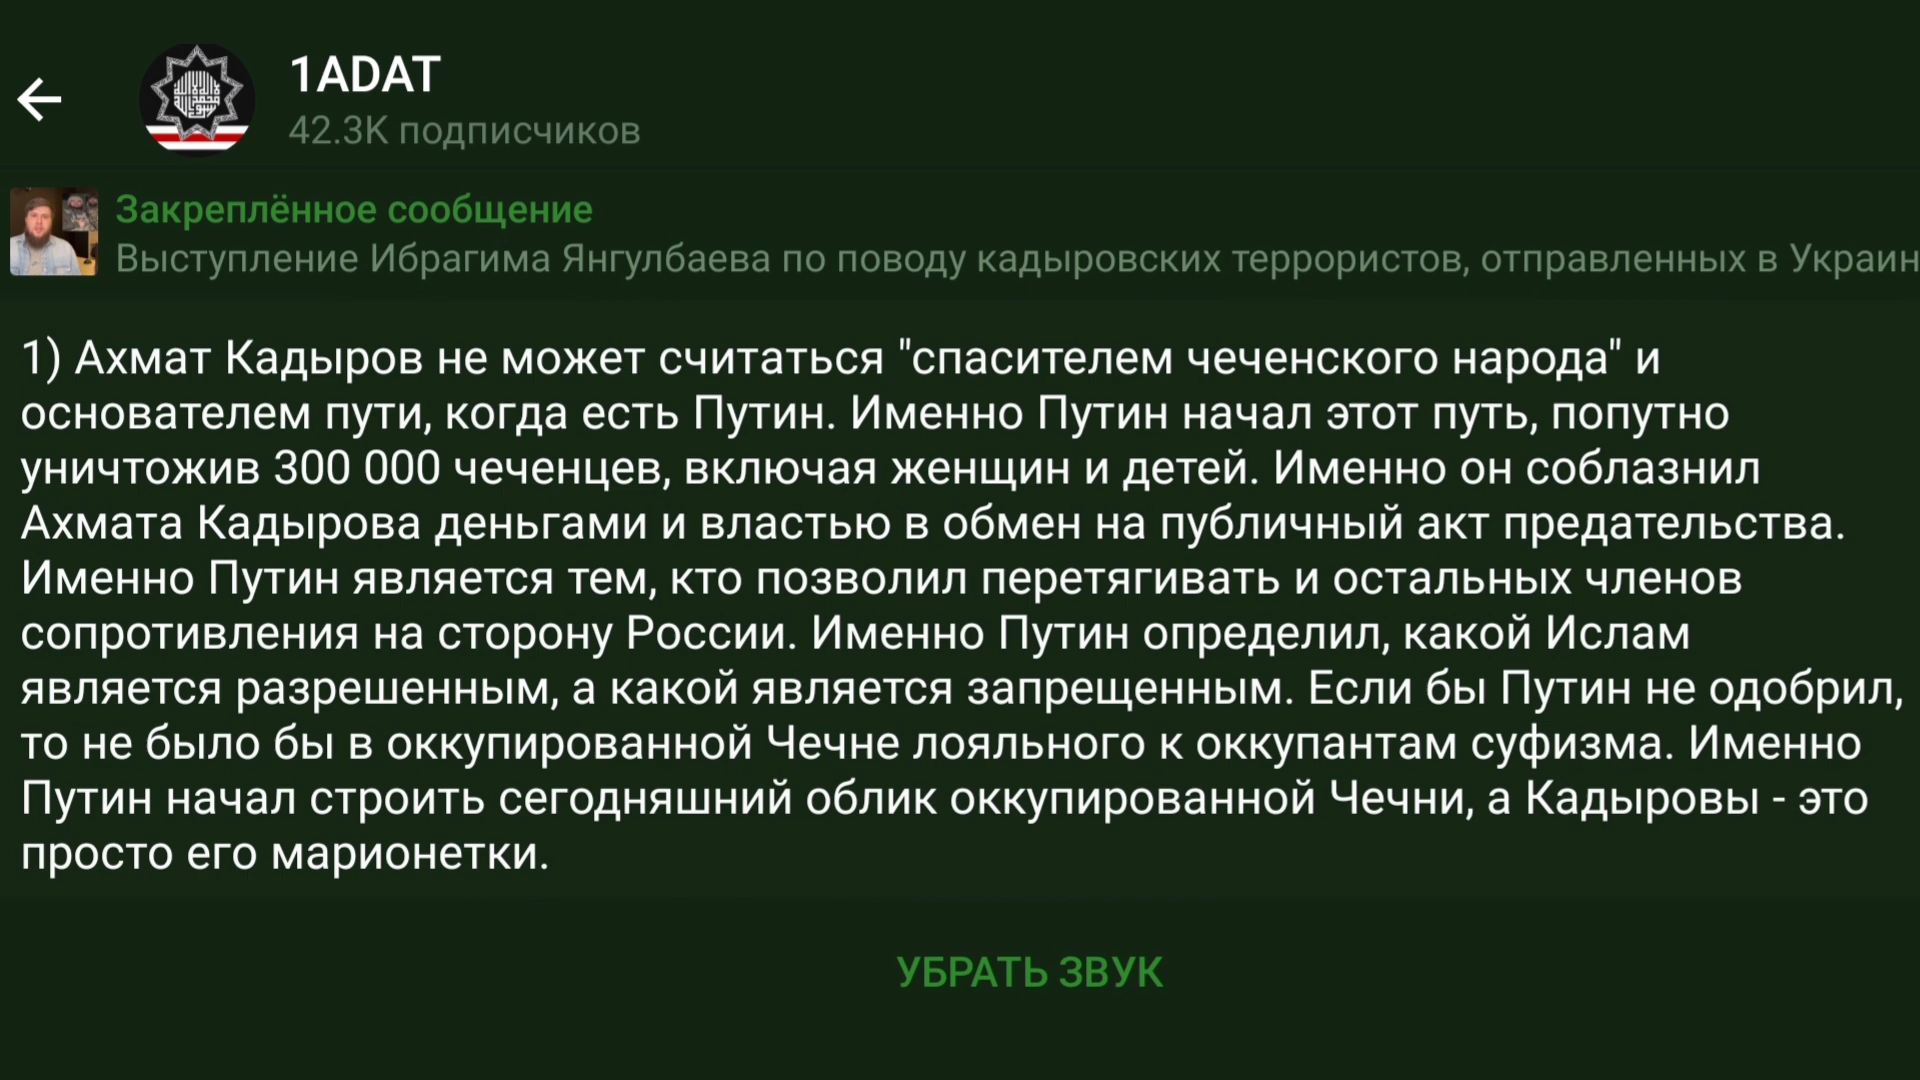 1ADAT
42.3K подписчиков
Закреплённое сообщение
Выступление Ибрагима Янгулбаева по поводу кадыровских террористов, отправленных в Украин
1) Ахмат Кадыров не может считаться "спасителем чеченского народа" и
основателем пути, когда есть Путин. Именно Путин начал этот путь, попутно
уничтожив 300 000 чеченцев, включая женщин и детей. Именно он соблазнил
Ахмата Кадырова деньгами и властью в обмен на публичный акт предательства.
Именно Путин является тем, кто позволил перетягивать и остальных членов
сопротивления на сторону России. Именно Путин определил, какой Ислам
является разрешенным, а какой является запрещенным. Если бы Путин не одобрил,
то не было бы в оккупированной Чечне лояльного к оккупантам суфизма. Именно
Путин начал строить сегодняшний облик оккупированной Чечни, а Кадыровы - это
просто его марионетки.
УБРАТЬ ЗВУК